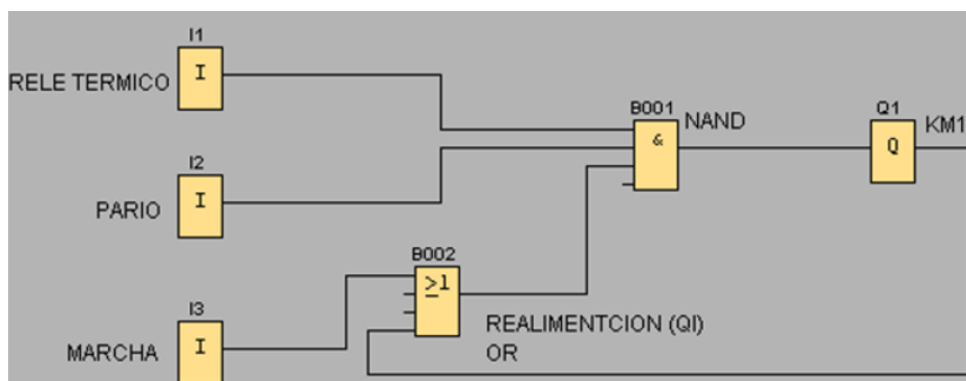 I1
I
RELE TERMICO
B001
NAND
&
Q1
Q
KM1
I2
I
PARIO
B002
≥1
I3
I
MARCHA
REALIMENTCION (QI)
OR